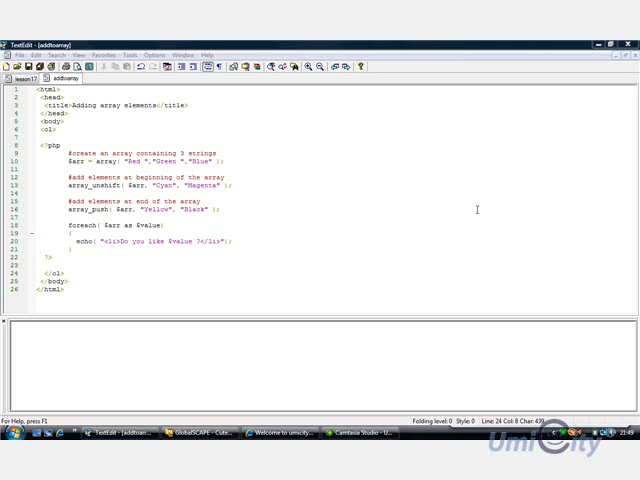 TextEdit - [addtoarray]
File Edit Search View Favorites Tools Options Window Help
lesson17 addtoarray
1 <html>
2 <head>
3 <title>Adding array elements</title>
4 </head>
5 <body>
6 <ol>
7
8 <?php
9 #create an array containing 3 strings
10 $arr = array( "Red ","Green ","Blue" );
11
12 #add elements at beginning of the array
13 array_unshift( $arr, "Cyan", "Magenta" );
14
15 #add elements at end of the array
16 array_push( $arr, "Yellow", "Black" );
17
18 foreach( $arr as $value)
19 {
20 echo( "<li>Do you like $value ?</li>");
21 }
22 ?>
23
24 </ol>
25 </body>
26 </html>
For Help, press F1
Folding level: 0 Style: 0 Line: 24 Col: 8 Char: 439
TextEdit - [addtoarr... GlobalSCAPE - Cute... Welcome to umicity... Camtasia Studio - U... 21:49
UmiCity